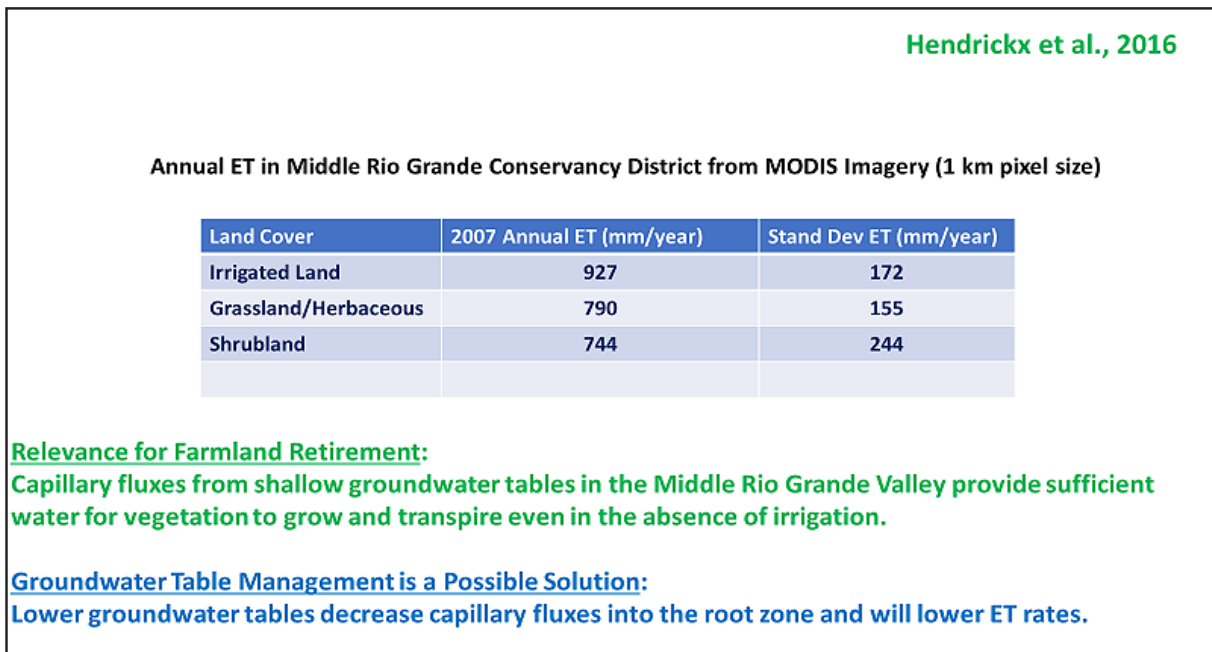 Hendrickx et al., 2016
Annual ET in Middle Rio Grande Conservancy District from MODIS Imagery (1 km pixel size)
Land Cover 2007 Annual ET (mm/year) Stand Dev ET (mm/year)
Irrigated Land 927 172
Grassland/Herbaceous 790 155
Shrubland 744 244
Relevance for Farmland Retirement:
Capillary fluxes from shallow groundwater tables in the Middle Rio Grande Valley provide sufficient
water for vegetation to grow and transpire even in the absence of irrigation.
Groundwater Table Management is a Possible Solution:
Lower groundwater tables decrease capillary fluxes into the root zone and will lower ET rates.